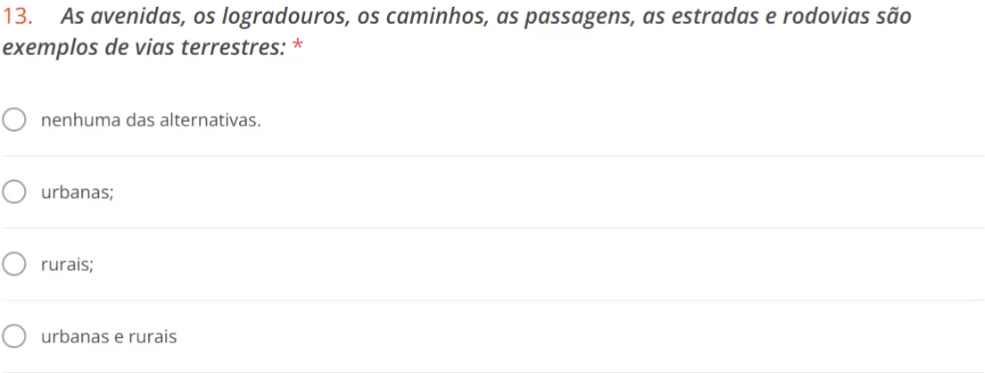 13. As avenidas, os logradouros, os caminhos, as passagens, as estradas e rodovias são
exemplos de vias terrestres: *
nenhuma das alternativas.
urbanas;
rurais;
urbanas e rurais